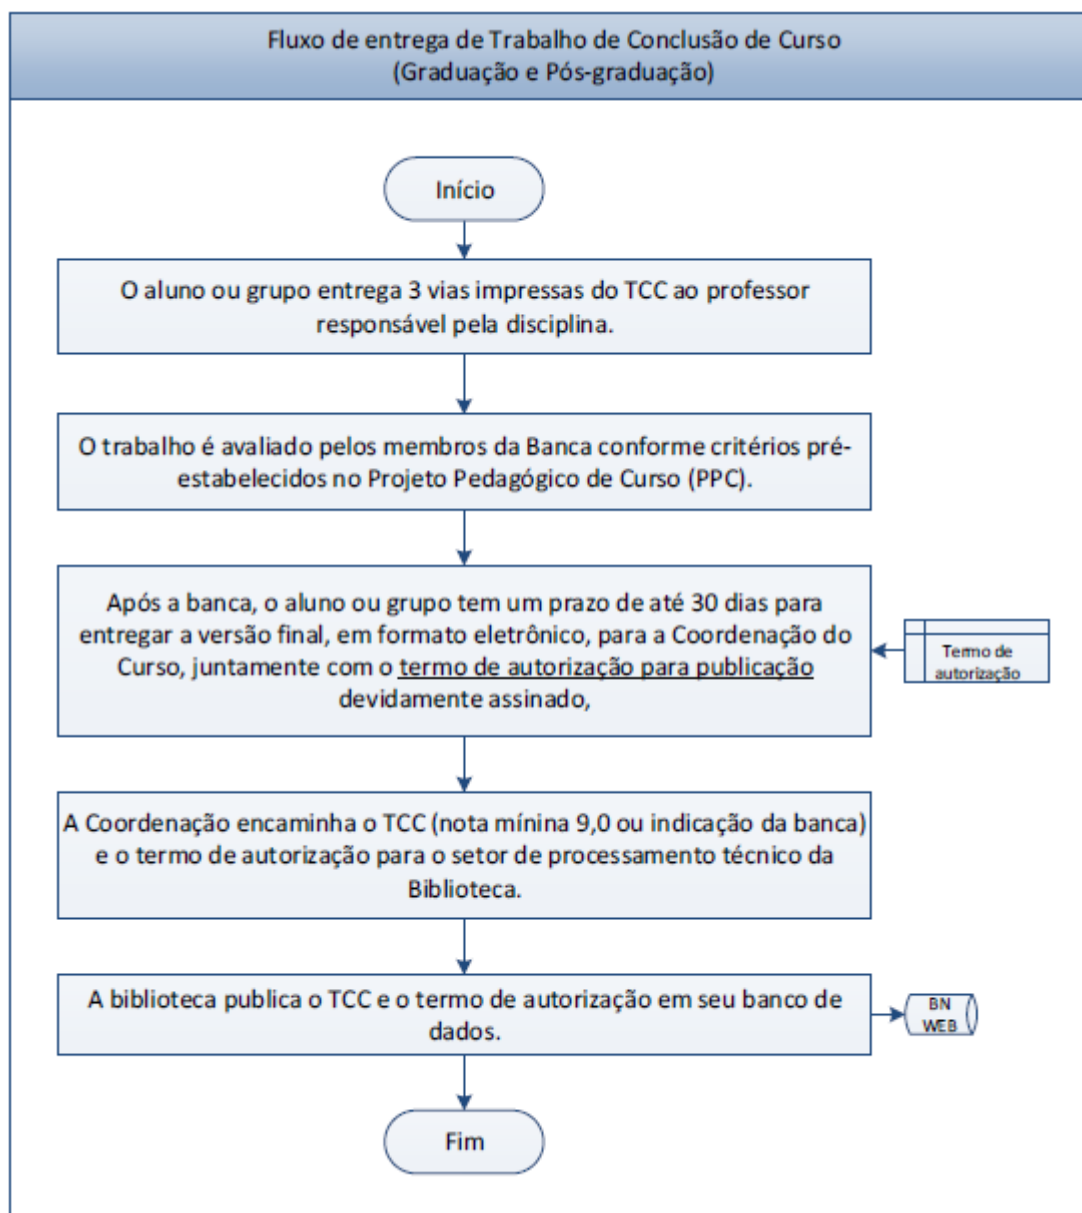 Fluxo de entrega de Trabalho de Conclusão de Curso
(Graduação e Pós-graduação)
Início
O aluno ou grupo entrega 3 vias impressas do TCC ao professor
responsável pela disciplina.
O trabalho é avaliado pelos membros da Banca conforme critérios pré-
estabelecidos no Projeto Pedagógico de Curso (PPC).
Após a banca, o aluno ou grupo tem um prazo de até 30 dias para
entregar a versão final, em formato eletrônico, para a Coordenação do
Curso, juntamente com o termo de autorização para publicação
devidamente assinado,
Termo de
autorização
A Coordenação encaminha o TCC (nota mínina 9,0 ou indicação da banca)
e o termo de autorização para o setor de processamento técnico da
Biblioteca.
A biblioteca publica o TCC e o termo de autorização em seu banco de
dados.
BN
WEB
Fim